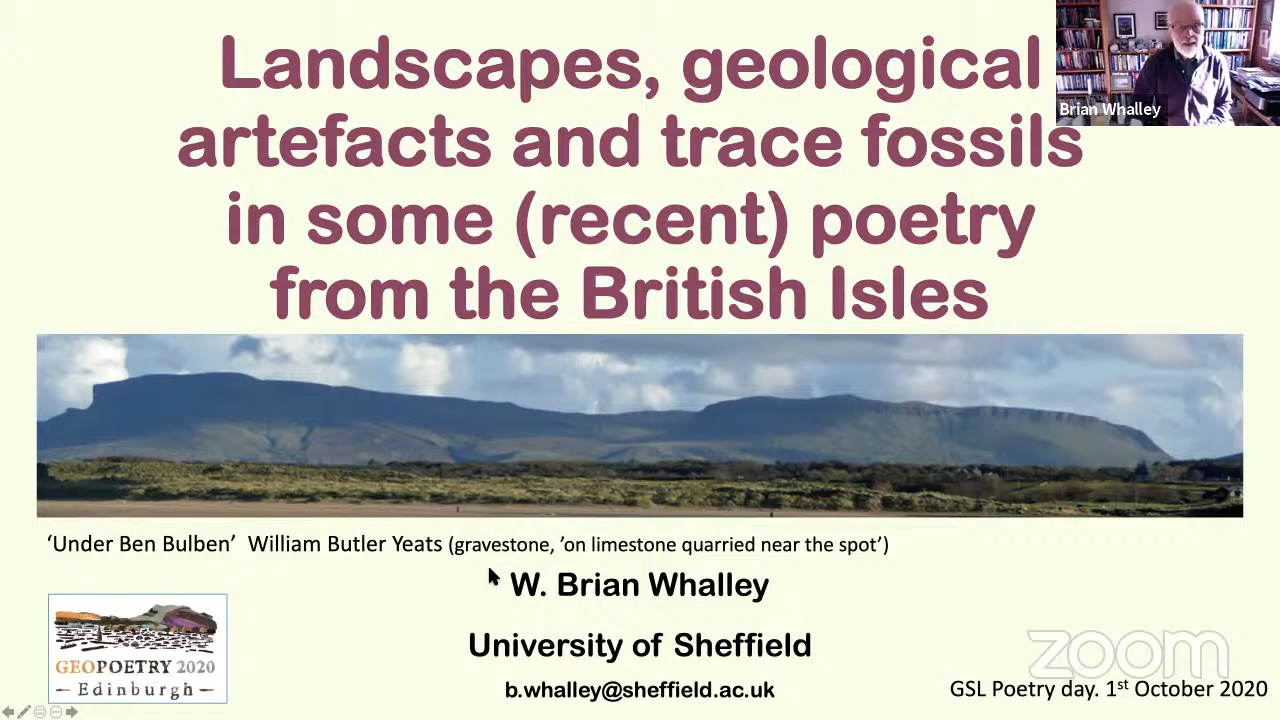 Landscapes, geological
artefacts and trace fossils
in some (recent) poetry
from the British Isles
Brian Whalley
‘Under Ben Bulben’ William Butler Yeats (gravestone, ’on limestone quarried near the spot’)
W. Brian Whalley
University of Sheffield
b.whalley@sheffield.ac.uk
GEOPOETRY 2020
– Edinburgh –
zoom
GSL Poetry day. 1st October 2020